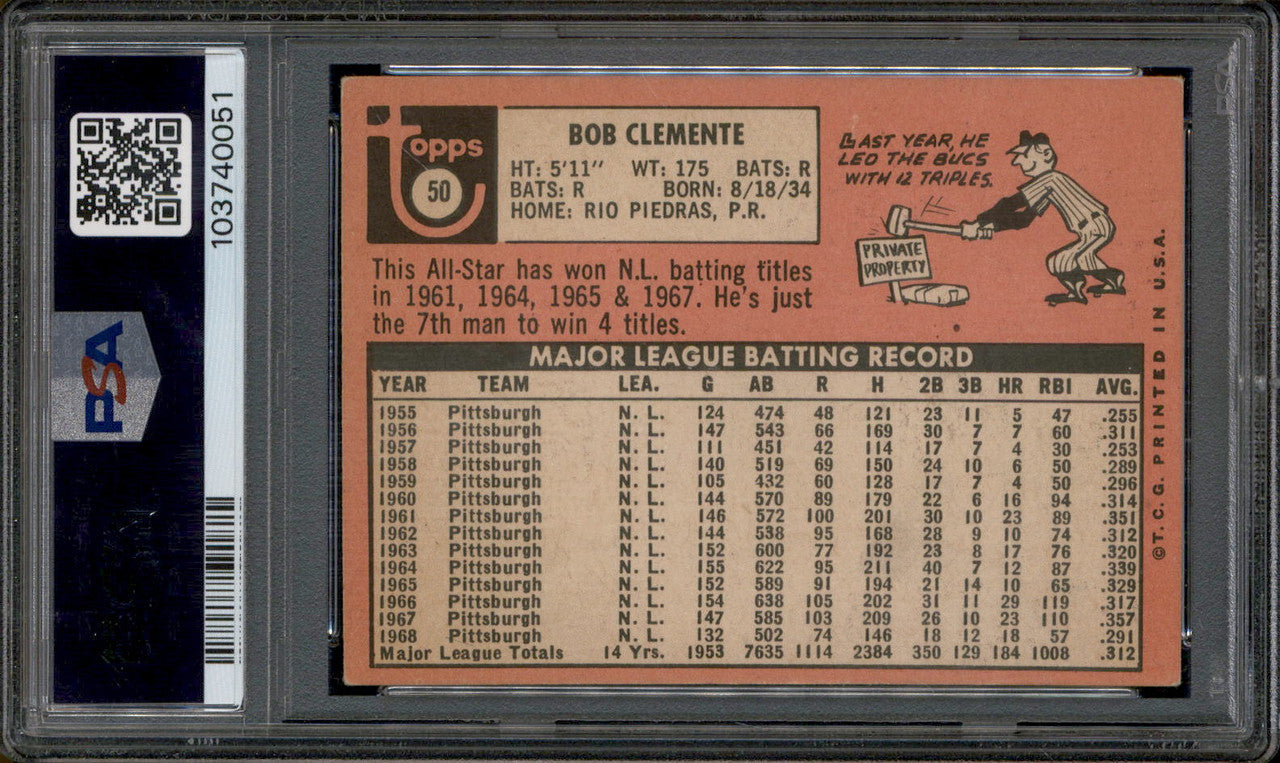 103740051
PSA
topps
50
BOB CLEMENTE
HT: 5'11" WT: 175 BATS: R
BATS: R BORN: 8/18/34
HOME: RIO PIEDRAS, P.R.
LAST YEAR, HE
LED THE BUCS
WITH 12 TRIPLES.
PRIVATE
PROPERTY
This All-Star has won N.L. batting titles
in 1961, 1964, 1965 & 1967. He's just
the 7th man to win 4 titles.
MAJOR LEAGUE BATTING RECORD
YEAR TEAM LEA. G AB R H 2B 3B HR RBI AVG.
1955 Pittsburgh N. L. 124 474 48 121 23 11 5 47 .255
1956 Pittsburgh N. L. 147 543 66 169 30 7 7 60 .311
1957 Pittsburgh N. L. 111 451 42 114 17 7 4 30 .253
1958 Pittsburgh N. L. 140 519 69 150 24 10 6 50 .289
1959 Pittsburgh N. L. 105 432 60 128 17 7 4 50 .296
1960 Pittsburgh N. L. 144 570 89 179 22 6 16 94 .314
1961 Pittsburgh N. L. 146 572 100 201 30 10 23 89 .351
1962 Pittsburgh N. L. 144 538 95 168 28 9 10 74 .312
1963 Pittsburgh N. L. 152 600 77 192 23 8 17 76 .320
1964 Pittsburgh N. L. 155 622 95 211 40 7 12 87 .339
1965 Pittsburgh N. L. 152 589 91 194 21 14 10 65 .329
1966 Pittsburgh N. L. 154 638 105 202 31 11 29 119 .317
1967 Pittsburgh N. L. 147 585 103 209 26 10 23 110 .357
1968 Pittsburgh N. L. 132 502 74 146 18 12 18 57 .291
Major League Totals 14 Yrs. 1953 7635 1114 2384 350 129 184 1008 .312
©T.C.G. PRINTED IN U.S.A.
PSA